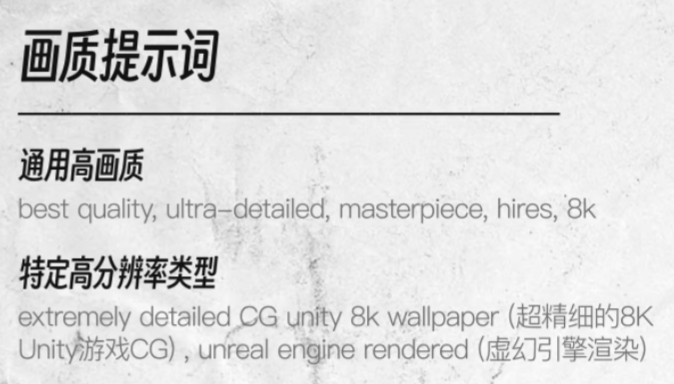 画质提示词
通用高画质
best quality, ultra-detailed, masterpiece, hires, 8k
特定高分辨率类型
extremely detailed CG unity 8k wallpaper (超精细的8K
Unity游戏CG) , unreal engine rendered (虚幻引擎渲染)